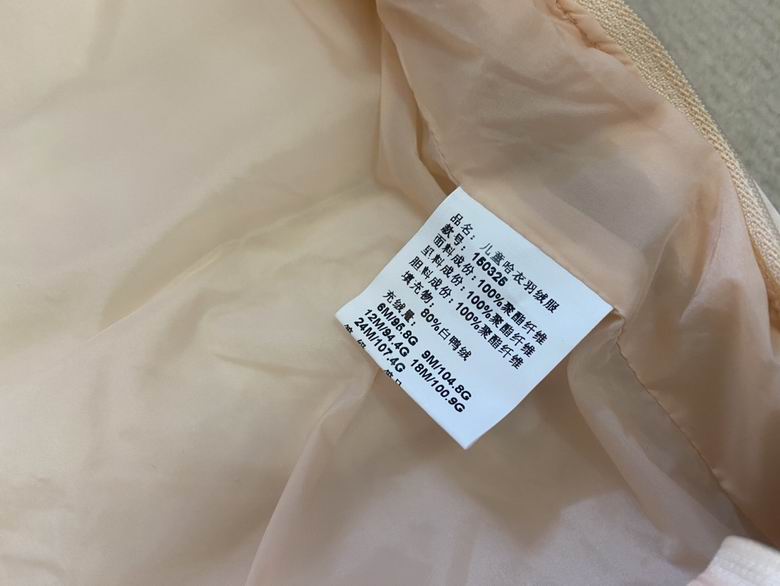 品名：儿童哈衣羽绒服
款号：150325
面料成份：100%聚酯纤维
里料成份：100%聚酯纤维
胆料成份：100%聚酯纤维
填充物：80%白鸭绒
充绒量：
6M/96.8G 9M/104.8G
12M/94.4G 18M/100.9G
24M/107.4G